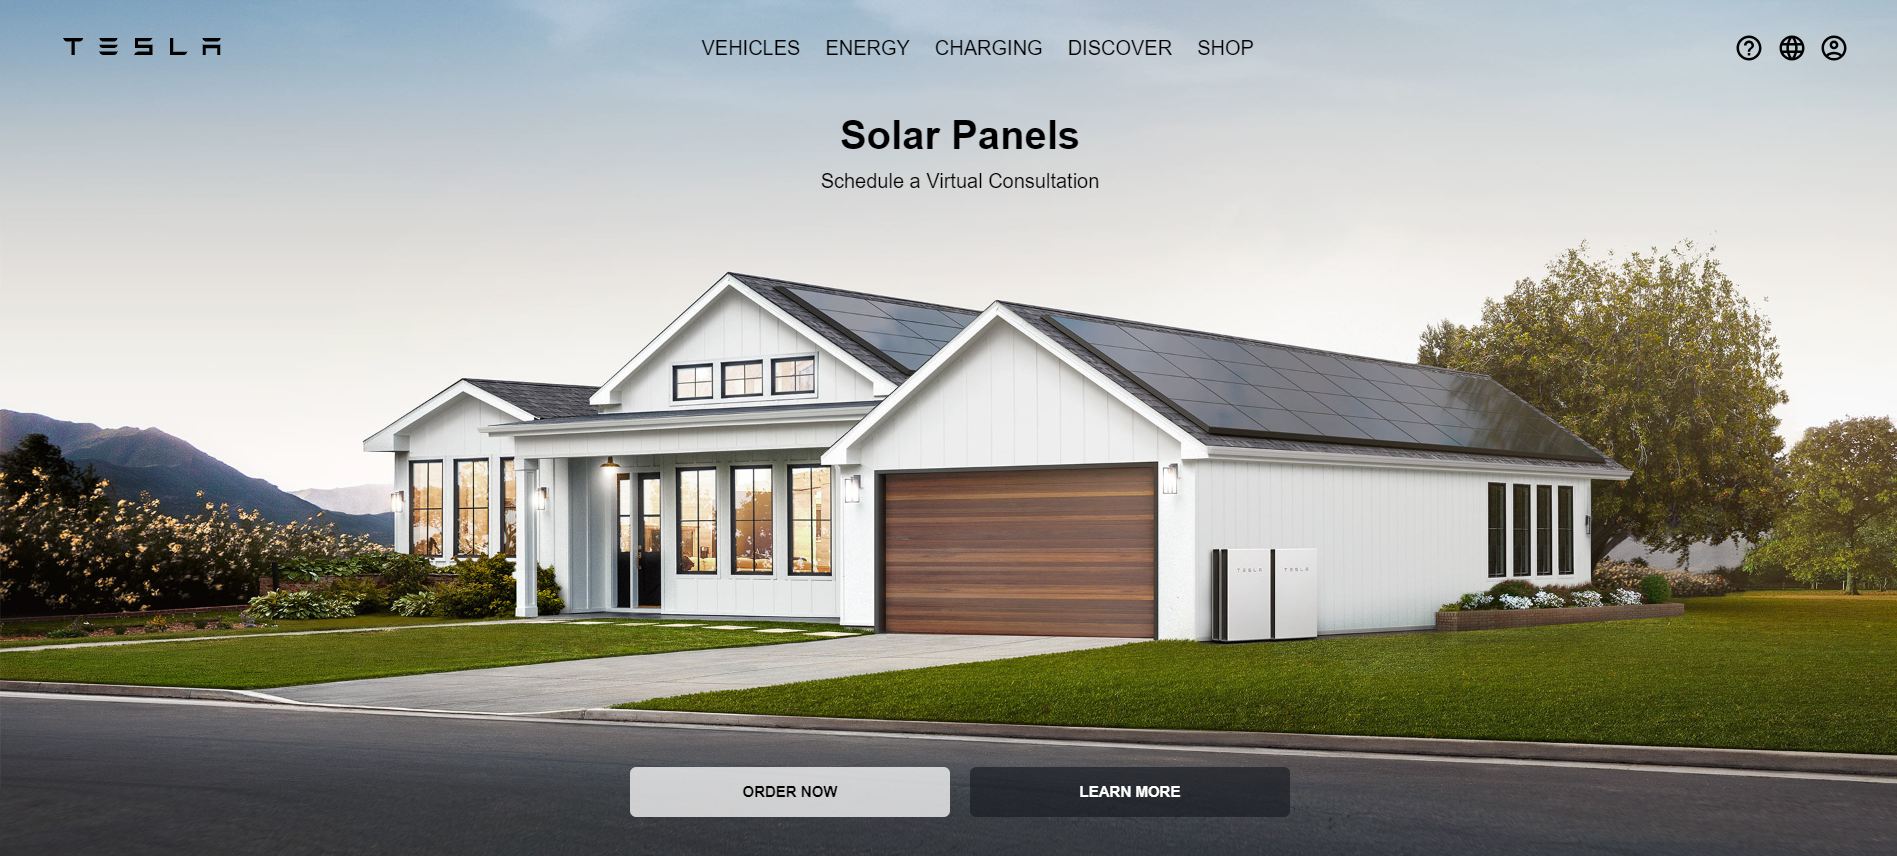 TESLA
VEHICLES ENERGY CHARGING DISCOVER SHOP
Solar Panels
Schedule a Virtual Consultation
TESLA TESLA
ORDER NOW
LEARN MORE